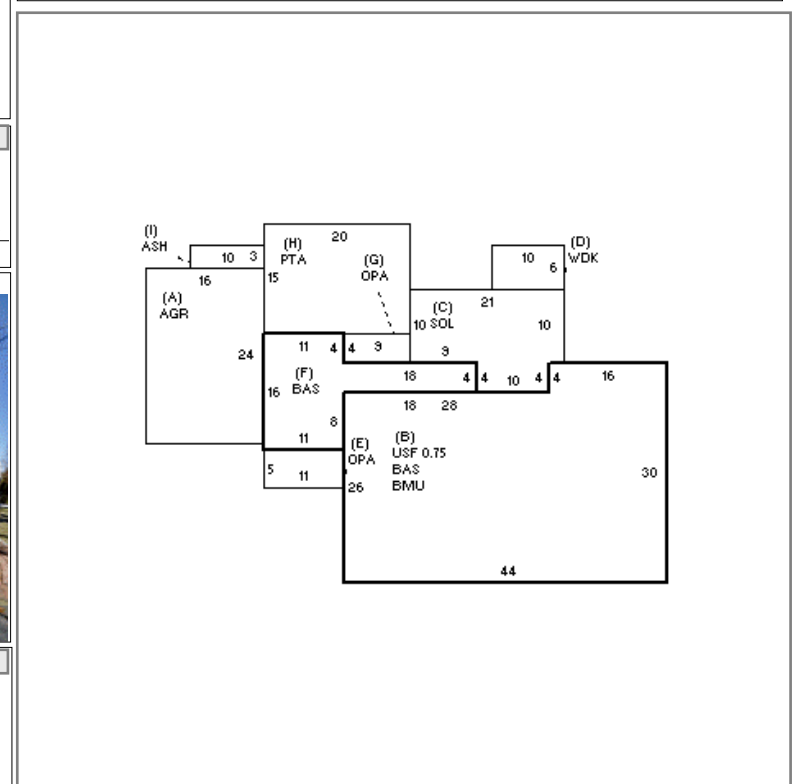 (I)
ASH
10 3
16
(A)
AGR
24
(H)
PTA
20
15
(G)
OPA
(D)
WDK
10
6
21
(C)
10 SOL
10
9
11 4 4 9
(F)
BAS
16
8
11
18 4 4 10 4 4 16
18 28
(E)
OPA
5
11
26
(B)
USF 0.75
BAS
BMU
30
44